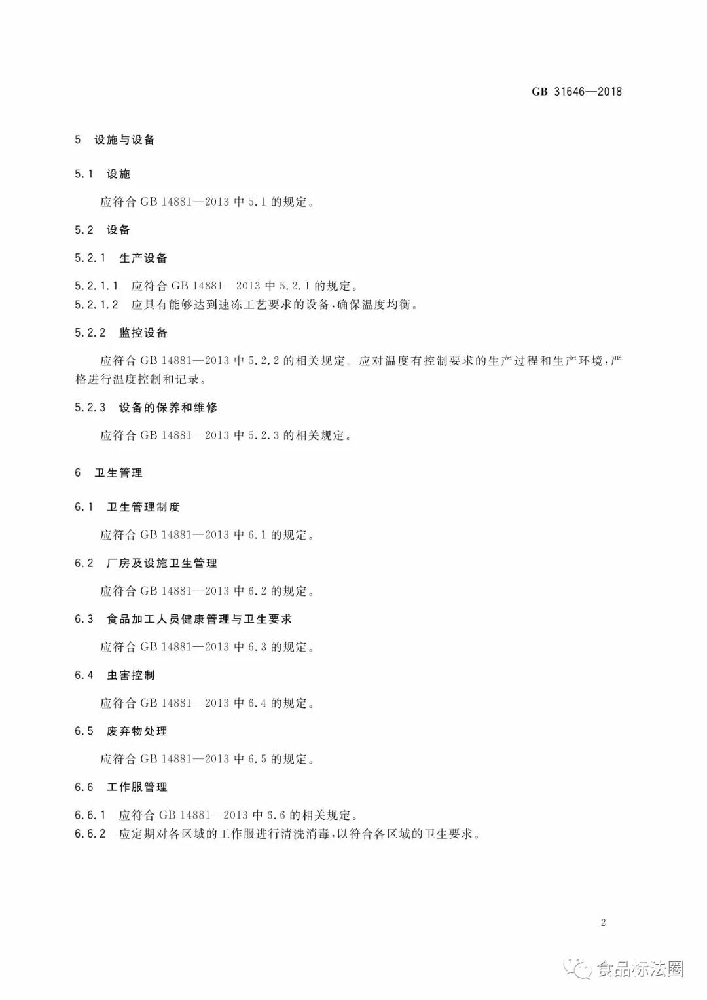 GB 31646—2018
5 设施与设备
5.1 设施
应符合 GB 14881—2013 中 5.1 的规定。
5.2 设备
5.2.1 生产设备
5.2.1.1 应符合 GB 14881—2013 中 5.2.1 的规定。
5.2.1.2 应具有能够达到速冻工艺要求的设备,确保温度均衡。
5.2.2 监控设备
应符合 GB 14881—2013 中 5.2.2 的相关规定。应对温度有控制要求的生产过程和生产环境,严
格进行温度控制和记录。
5.2.3 设备的保养和维修
应符合 GB 14881—2013 中 5.2.3 的相关规定。
6 卫生管理
6.1 卫生管理制度
应符合 GB 14881—2013 中 6.1 的规定。
6.2 厂房及设施卫生管理
应符合 GB 14881—2013 中 6.2 的规定。
6.3 食品加工人员健康管理与卫生要求
应符合 GB 14881—2013 中 6.3 的规定。
6.4 虫害控制
应符合 GB 14881—2013 中 6.4 的规定。
6.5 废弃物处理
应符合 GB 14881—2013 中 6.5 的规定。
6.6 工作服管理
6.6.1 应符合 GB 14881—2013 中 6.6 的相关规定。
6.6.2 应定期对各区域的工作服进行清洗消毒,以符合各区域的卫生要求。
2
食品标法圈